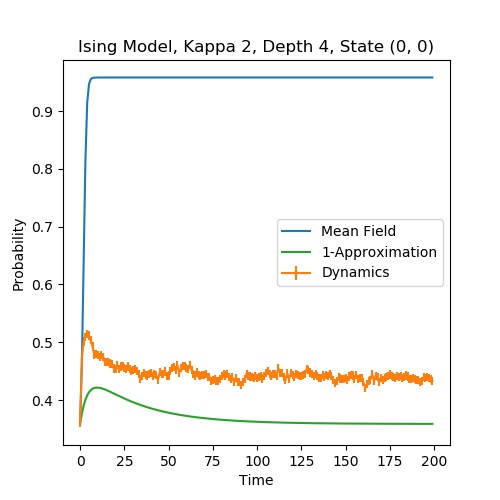 Ising Model, Kappa 2, Depth 4, State (0, 0)
Probability
0.9
0.8
0.7
0.6
0.5
0.4
Mean Field
1-Approximation
Dynamics
0 25 50 75 100 125 150 175 200
Time